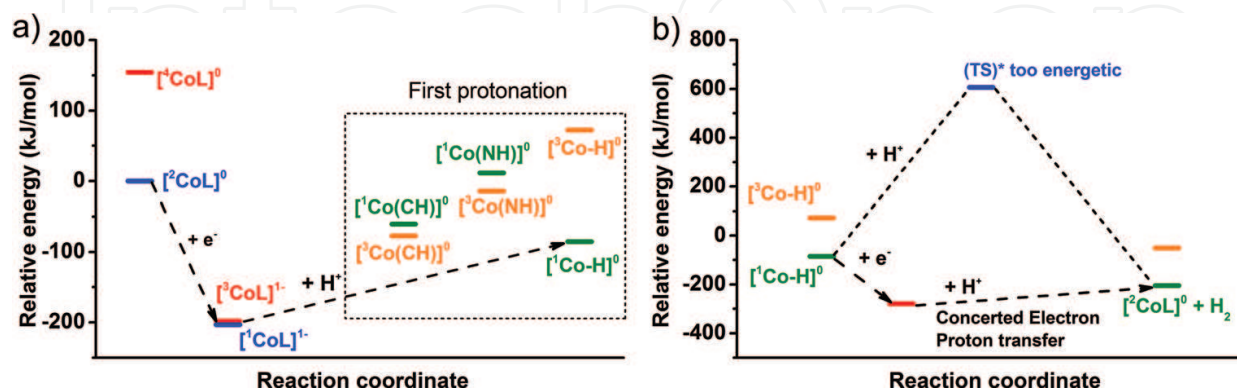 a)
Relative energy (kJ/mol)
200
100
0
-100
-200
[⁴CoL]⁰
[²CoL]⁰
+ e⁻
[³CoL]¹⁻
[¹CoL]¹⁻
+ H⁺
First protonation
[³Co-H]⁰
[¹Co(NH)]⁰
[³Co(NH)]⁰
[¹Co(CH)]⁰
[³Co(CH)]⁰
[¹Co-H]⁰
Reaction coordinate
b)
Relative energy (kJ/mol)
800
600
400
200
0
-200
-400
(TS)* too energetic
+ H⁺
[³Co-H]⁰
[¹Co-H]⁰
+ e⁻
+ H⁺
[²CoL]⁰ + H₂
Concerted Electron
Proton transfer
Reaction coordinate